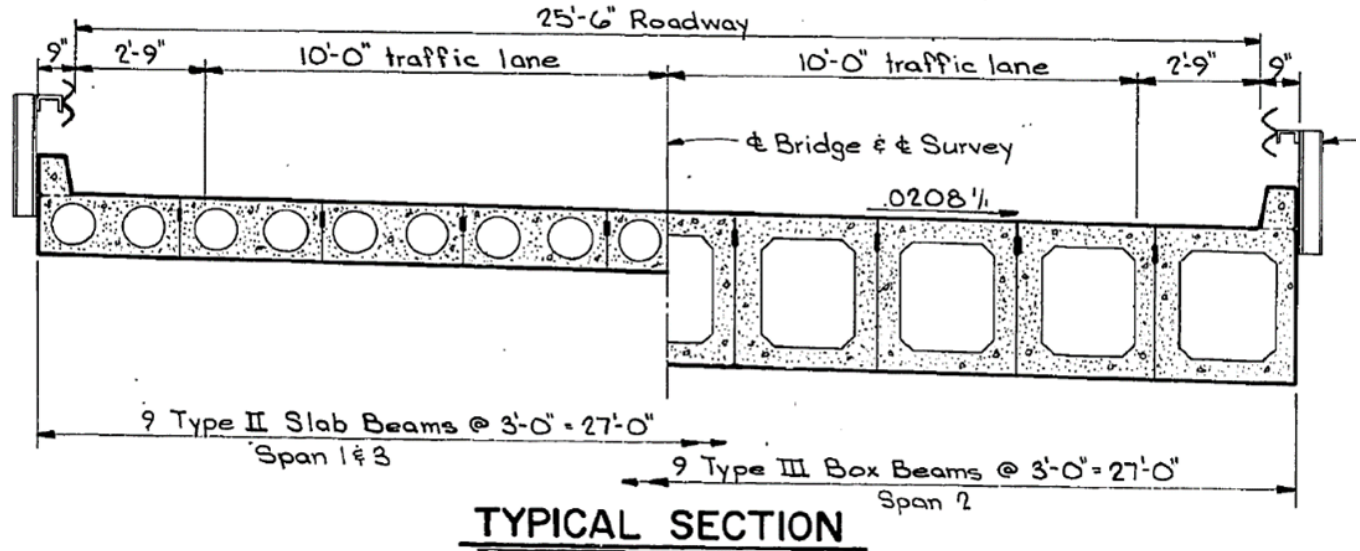 25'-6" Roadway
9" 2'-9" 10'-0" traffic lane 10'-0" traffic lane 2'-9" 9"
℄ Bridge & ℄ Survey
.0208 '/,
9 Type II Slab Beams @ 3'-0" = 27'-0"
Span 1 & 3
9 Type III Box Beams @ 3'-0" = 27'-0"
Span 2
TYPICAL SECTION